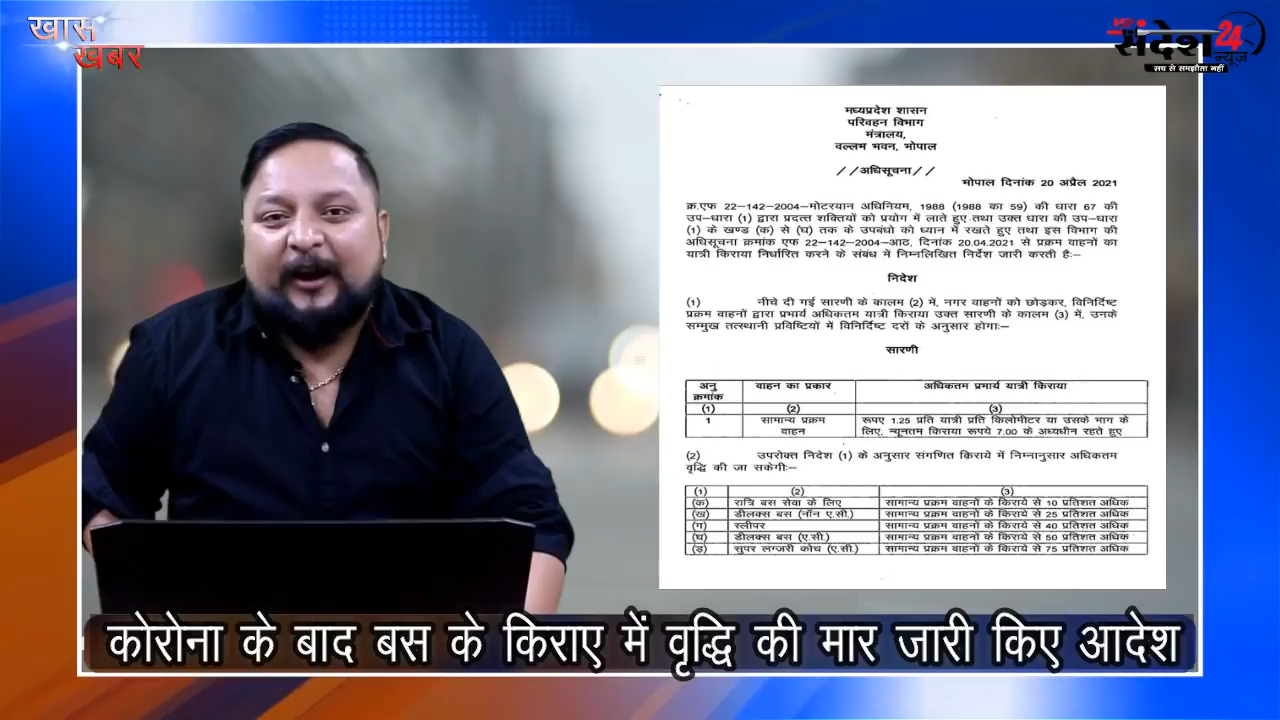 खास
खबर
संदेश 24
न्यूज
सच से समझौता नहीं
मध्यप्रदेश शासन
परिवहन विभाग
मंत्रालय,
वल्लभ भवन, भोपाल
//अधिसूचना//
भोपाल दिनांक 20 अप्रैल 2021
क्र.एफ 22-142-2004-मोटरयान अधिनियम, 1988 (1988 का 59) की धारा 67 की
उप-धारा (1) द्वारा प्रदत्त शक्तियों को प्रयोग में लाते हुए तथा उक्त धारा की उप-धारा
(1) के खण्ड (क) से (घ) तक के उपबंधो को ध्यान में रखते हुए तथा इस विभाग की
अधिसूचना क्रमांक एफ 22-142-2004-आठ, दिनांक 20.04.2021 से प्रक्रम वाहनों का
यात्री किराया निर्धारित करने के संबंध में निम्नलिखित निर्देश जारी करती है:-
निदेश
(1) नीचे दी गई सारणी के कालम (2) में, नगर वाहनों को छोड़कर, विनिर्दिष्ट
प्रक्रम वाहनों द्वारा प्रभार्य अधिकतम यात्री किराया उक्त सारणी के कालम (3) में, उनके
सम्मुख तत्स्थानी प्रविष्टियों में विनिर्दिष्ट दरों के अनुसार होगा:-
सारणी
अनु क्रमांक वाहन का प्रकार अधिकतम प्रभार्य यात्री किराया
(1) (2) (3)
1 सामान्य प्रक्रम वाहन रूपए 1.25 प्रति यात्री प्रति किलोमीटर या उसके भाग के
लिए, न्यूनतम किराया रूपये 7.00 के अध्यधीन रहते हुए
(2) उपरोक्त निदेश (1) के अनुसार संगणित किराये में निम्नानुसार अधिकतम
वृद्धि की जा सकेगी:-
(1) (2) (3)
(क) रात्रि बस सेवा के लिए सामान्य प्रक्रम वाहनों के किराये से 10 प्रतिशत अधिक
(ख) डीलक्स बस (नॉन ए.सी.) सामान्य प्रक्रम वाहनों के किराये से 25 प्रतिशत अधिक
(ग) स्लीपर सामान्य प्रक्रम वाहनों के किराये से 40 प्रतिशत अधिक
(घ) डीलक्स बस (ए.सी.) सामान्य प्रक्रम वाहनों के किराये से 50 प्रतिशत अधिक
(ड) सुपर लग्जरी कोच (ए.सी.) सामान्य प्रक्रम वाहनों के किराये से 75 प्रतिशत अधिक
कोरोना के बाद बस के किराए में वृद्धि की मार जारी किए आदेश